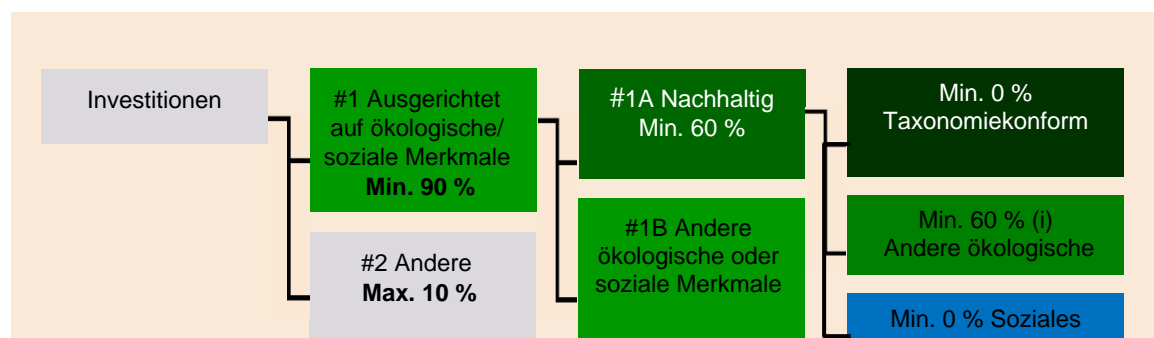 Investitionen
#1 Ausgerichtet
auf ökologische/
soziale Merkmale
Min. 90 %
#2 Andere
Max. 10 %
#1A Nachhaltig
Min. 60 %
#1B Andere
ökologische oder
soziale Merkmale
Min. 0 %
Taxonomiekonform
Min. 60 % (i)
Andere ökologische
Min. 0 % Soziales